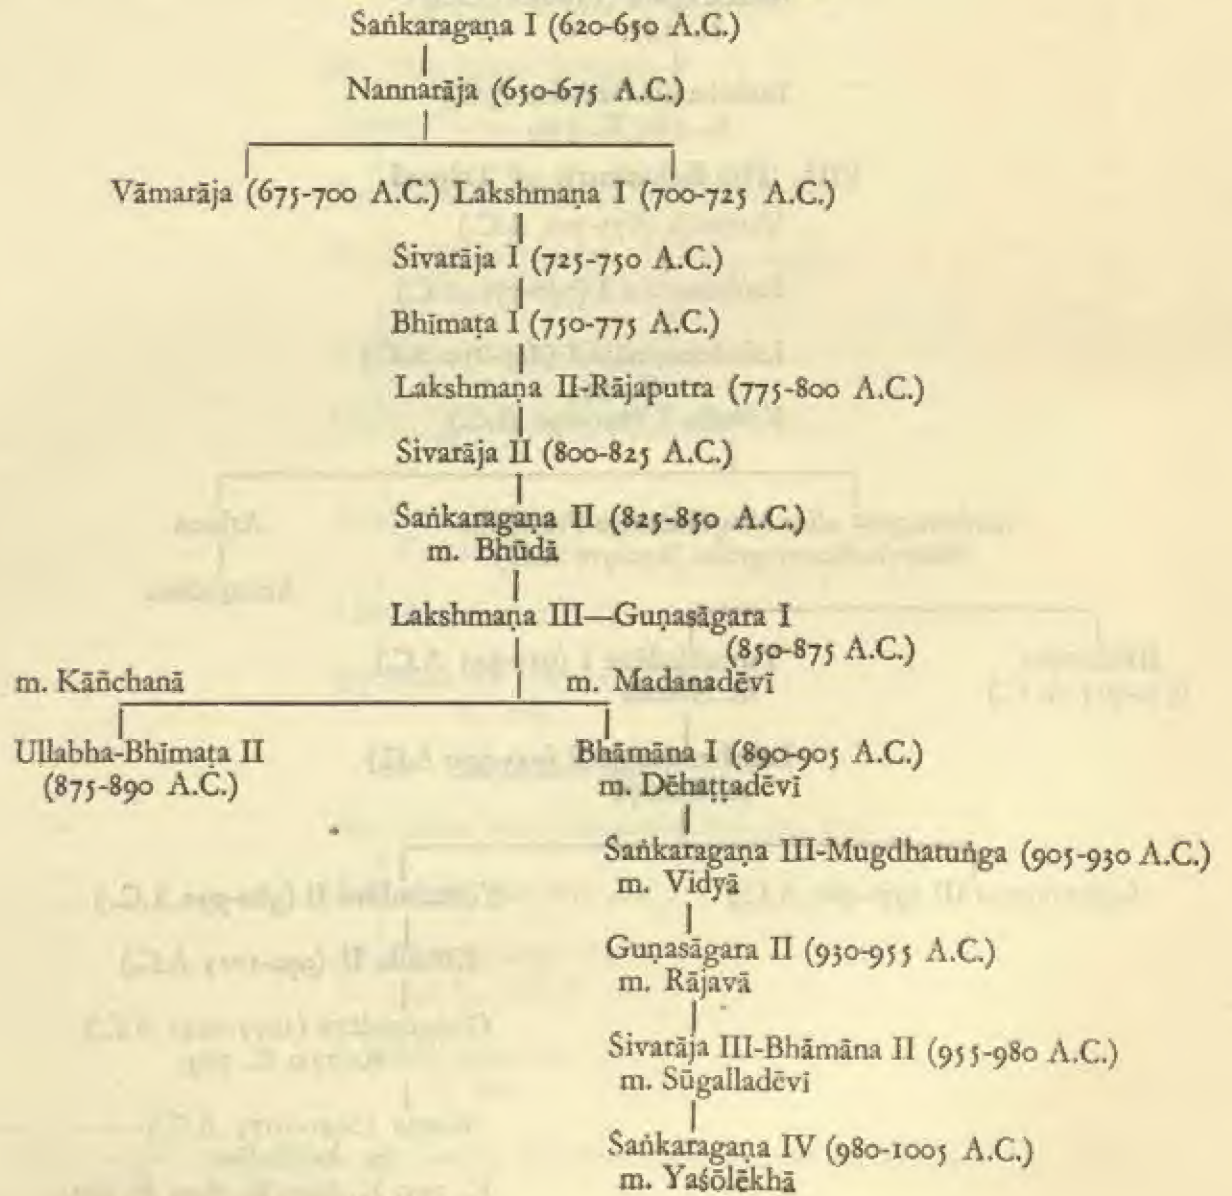 Śaṅkaragaṇa I (620-650 A.C.)
Nannarāja (650-675 A.C.)
Vāmarāja (675-700 A.C.) Lakshmaṇa I (700-725 A.C.)
Śivarāja I (725-750 A.C.)
Bhīmaṭa I (750-775 A.C.)
Lakshmaṇa II-Rājaputra (775-800 A.C.)
Śivarāja II (800-825 A.C.)
Śaṅkaragaṇa II (825-850 A.C.)
m. Bhūdā
Lakshmaṇa III—Guṇasāgara I
(850-875 A.C.)
m. Kāñchanā m. Madanadēvī
Ullabha-Bhīmaṭa II Bhāmāna I (890-905 A.C.)
(875-890 A.C.) m. Dēhaṭṭadēvī
Śaṅkaragaṇa III-Mugdhatuṅga (905-930 A.C.)
m. Vidyā
Guṇasāgara II (930-955 A.C.)
m. Rājavā
Śivarāja III-Bhāmāna II (955-980 A.C.)
m. Sūgalladēvī
Śaṅkaragaṇa IV (980-1005 A.C.)
m. Yaśōlēkhā